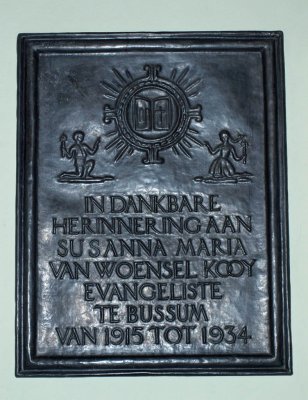 IN DANKBARE
HERINNERING AAN
SUSANNA MARIA
VAN WOENSEL KOOY
EVANGELISTE
TE BUSSUM
VAN 1915 TOT 1934.